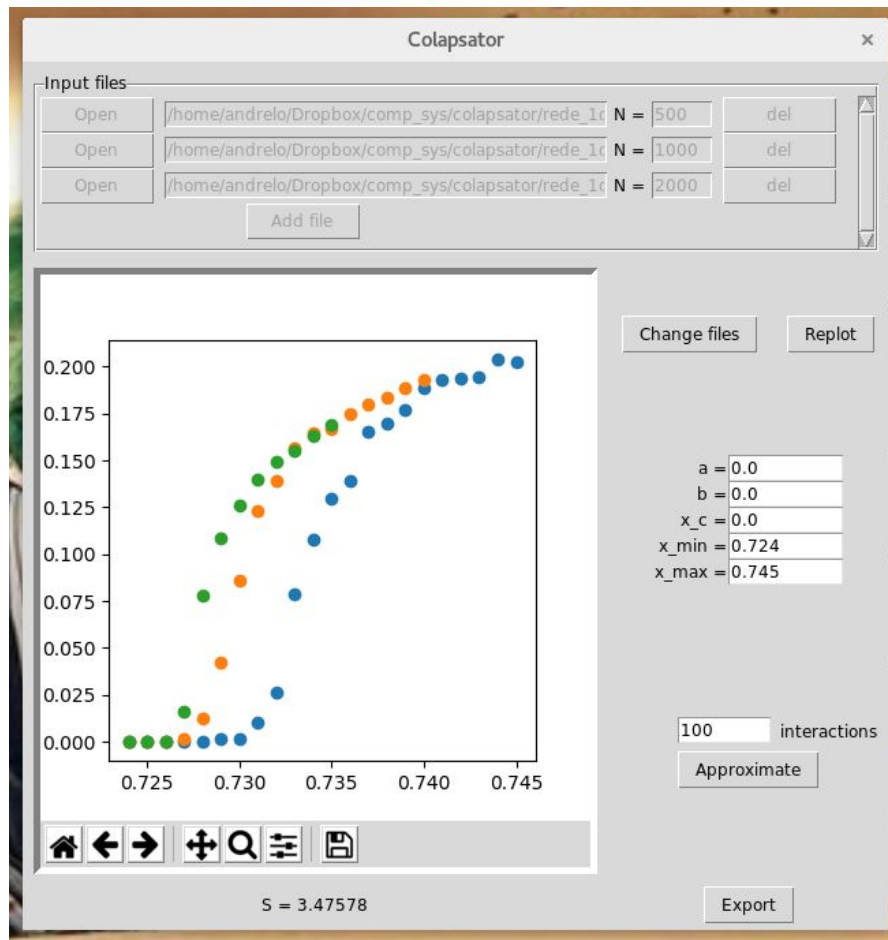 Colapsator ×
Input files
Open /home/andrelo/Dropbox/comp_sys/colapsator/rede_1c N = 500 del
Open /home/andrelo/Dropbox/comp_sys/colapsator/rede_1c N = 1000 del
Open /home/andrelo/Dropbox/comp_sys/colapsator/rede_1c N = 2000 del
Add file
Change files Replot
0.200
0.175
0.150
0.125
0.100
0.075
0.050
0.025
0.000
0.725 0.730 0.735 0.740 0.745
a = 0.0
b = 0.0
x_c = 0.0
x_min = 0.724
x_max = 0.745
100 interactions
Approximate
S = 3.47578
Export